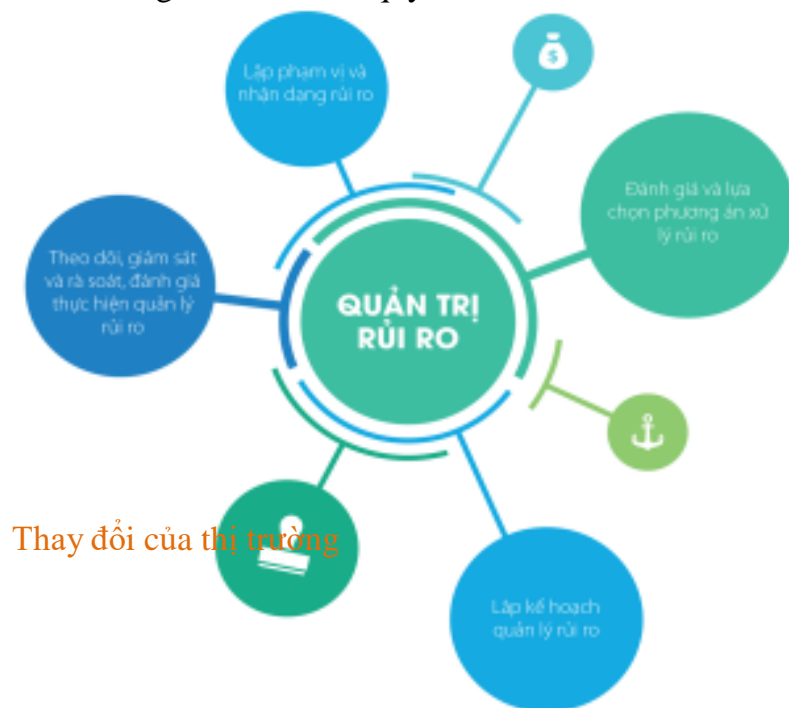 Lập phạm vị và
nhận dạng rủi ro
Đánh giá và lựa
chọn phương án xử
lý rủi ro
Theo dõi, giám sát
và rà soát, đánh giá
thực hiện quản lý
rủi ro
QUẢN TRỊ
RỦI RO
Thay đổi của thị trường
Lập kế hoạch
quản lý rủi ro